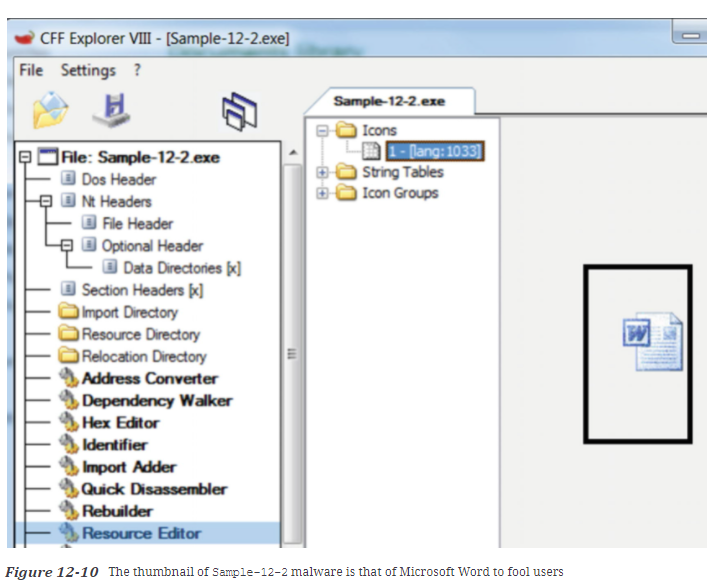 CFF Explorer VIII - [Sample-12-2.exe]
File Settings ?
Sample-12-2.exe
File: Sample-12-2.exe
Dos Header
Nt Headers
File Header
Optional Header
Data Directories [x]
Section Headers [x]
Import Directory
Resource Directory
Relocation Directory
Address Converter
Dependency Walker
Hex Editor
Identifier
Import Adder
Quick Disassembler
Rebuilder
Resource Editor
Icons
1 - [lang:1033]
String Tables
Icon Groups
W
Figure 12-10 The thumbnail of Sample-12-2 malware is that of Microsoft Word to fool users